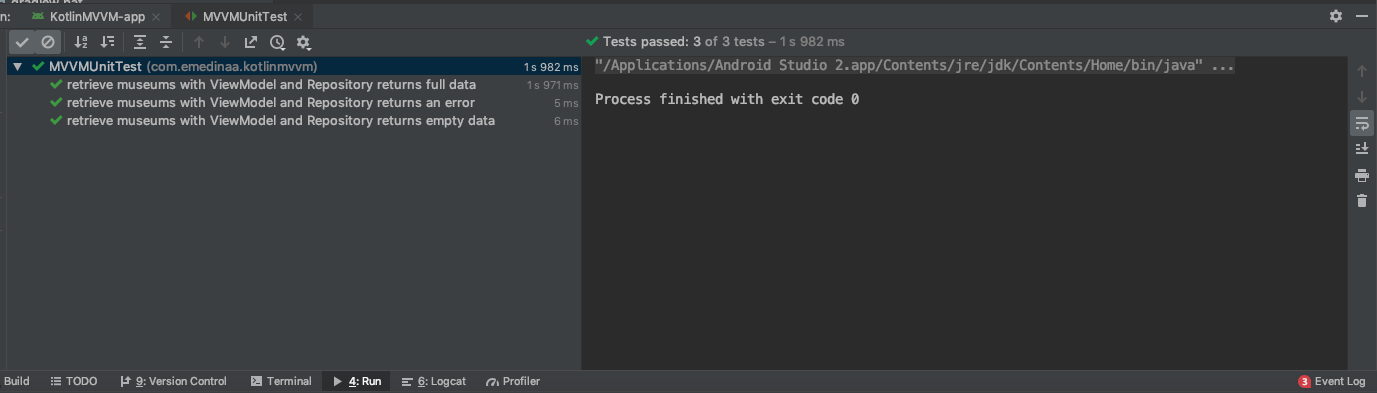 n: KotlinMVVM-app × MVVMUnitTest ×
Tests passed: 3 of 3 tests – 1 s 982 ms
MVVMUnitTest (com.emedinaa.kotlinmvvm) 1 s 982 ms
retrieve museums with ViewModel and Repository returns full data 1 s 971 ms
retrieve museums with ViewModel and Repository returns an error 5 ms
retrieve museums with ViewModel and Repository returns empty data 6 ms
"/Applications/Android Studio 2.app/Contents/jre/jdk/Contents/Home/bin/java" ...
Process finished with exit code 0
Build TODO 9: Version Control Terminal 4: Run 6: Logcat Profiler 3 Event Log